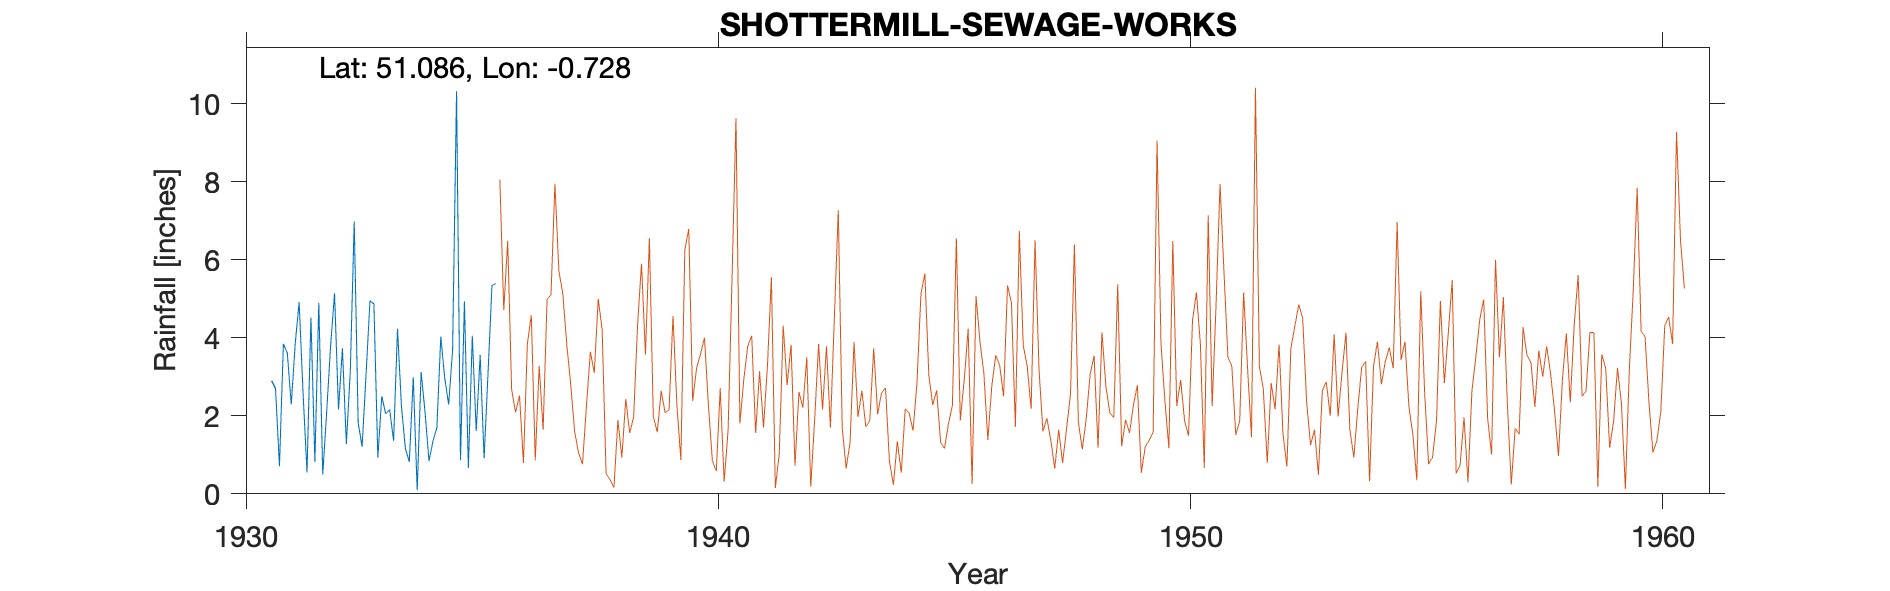 SHOTTERMILL-SEWAGE-WORKS
Lat: 51.086, Lon: -0.728
10
8
6
4
2
0
Rainfall [inches]
1930 1940 1950 1960
Year